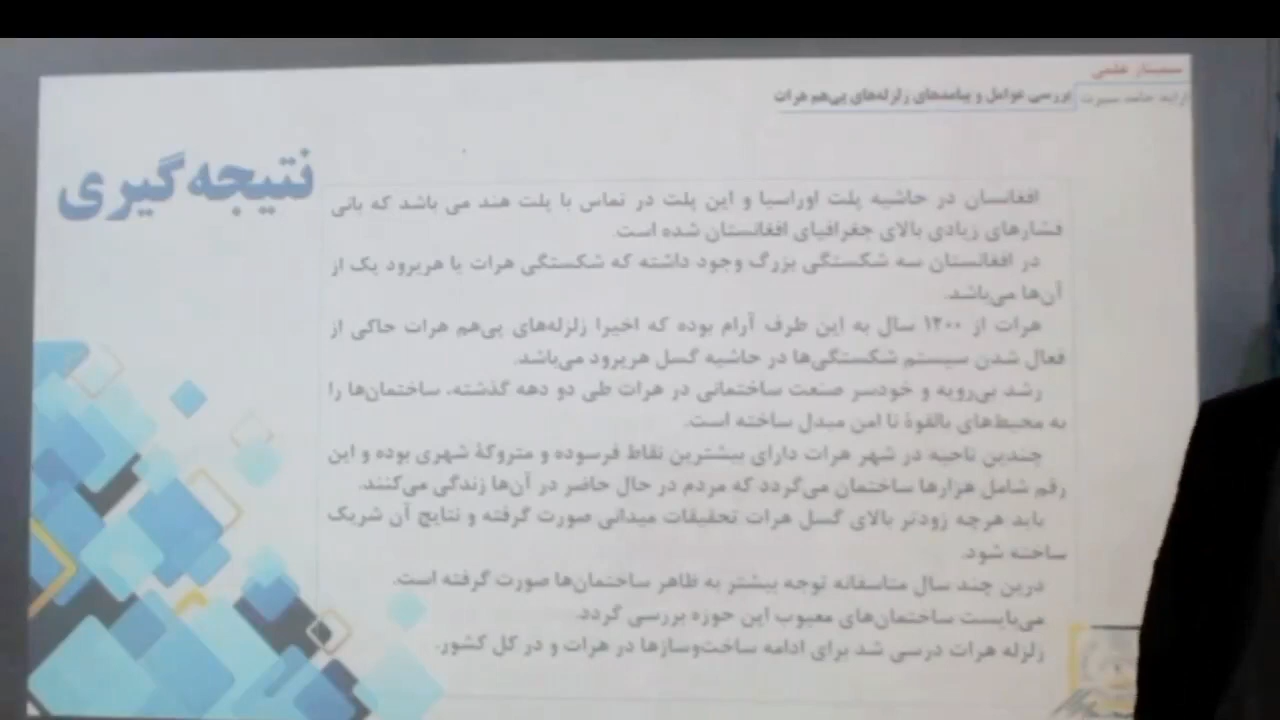 سمینار علمی
بررسی عوامل و پیامدهای زلزله‌های پی‌هم هرات
نتیجه‌گیری
افغانسان در حاشیه پلت اوراسیا و این پلت در تماس با پلت هند می باشد که بانی
فشارهای زیادی بالای جغرافیای افغانستان شده است.
در افغانستان سه شکستگی بزرگ وجود داشته که شکستگی هرات یا هریرود یک از
آن‌ها می‌باشد.
هرات از ۱۲۰۰ سال به این طرف آرام بوده که اخیرا زلزله‌های پی‌هم هرات حاکی از
فعال شدن سیستم شکستگی‌ها در حاشیه گسل هریرود می‌باشد.
رشد بی‌رویه و خودسر صنعت ساختمانی در هرات طی دو دهه گذشته، ساختمان‌ها را
به محیط‌های بالقوهٔ نا امن مبدل ساخته است.
چندین ناحیه در شهر هرات دارای بیشترین نقاط فرسوده و متروکهٔ شهری بوده و این
رقم شامل هزارها ساختمان می‌گردد که مردم در حال حاضر در آن‌ها زندگی می‌کنند.
باید هرچه زودتر بالای گسل هرات تحقیقات میدانی صورت گرفته و نتایج آن شریک
ساخته شود.
درین چند سال متاسفانه توجه بیشتر به ظاهر ساختمان‌ها صورت گرفته است.
می‌بایست ساختمان‌های معیوب این حوزه بررسی گردد.
زلزله هرات درسی شد برای ادامه ساخت‌وسازها در هرات و در کل کشور.